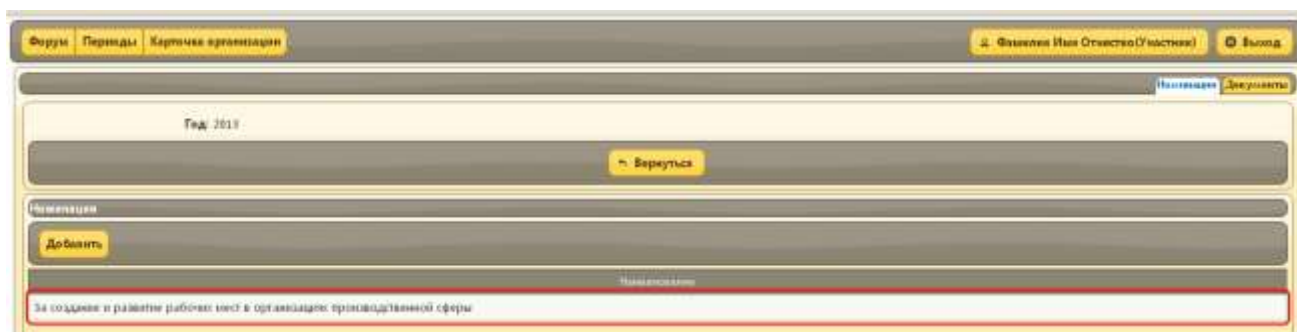 Форум Периоды Карточка организации Фамилия Имя Отчество(Участник) Выход
Номинации Документы
Год: 2013
Вернуться
Номинации
Добавить
Наименование
За создание и развитие рабочих мест в организациях производственной сферы